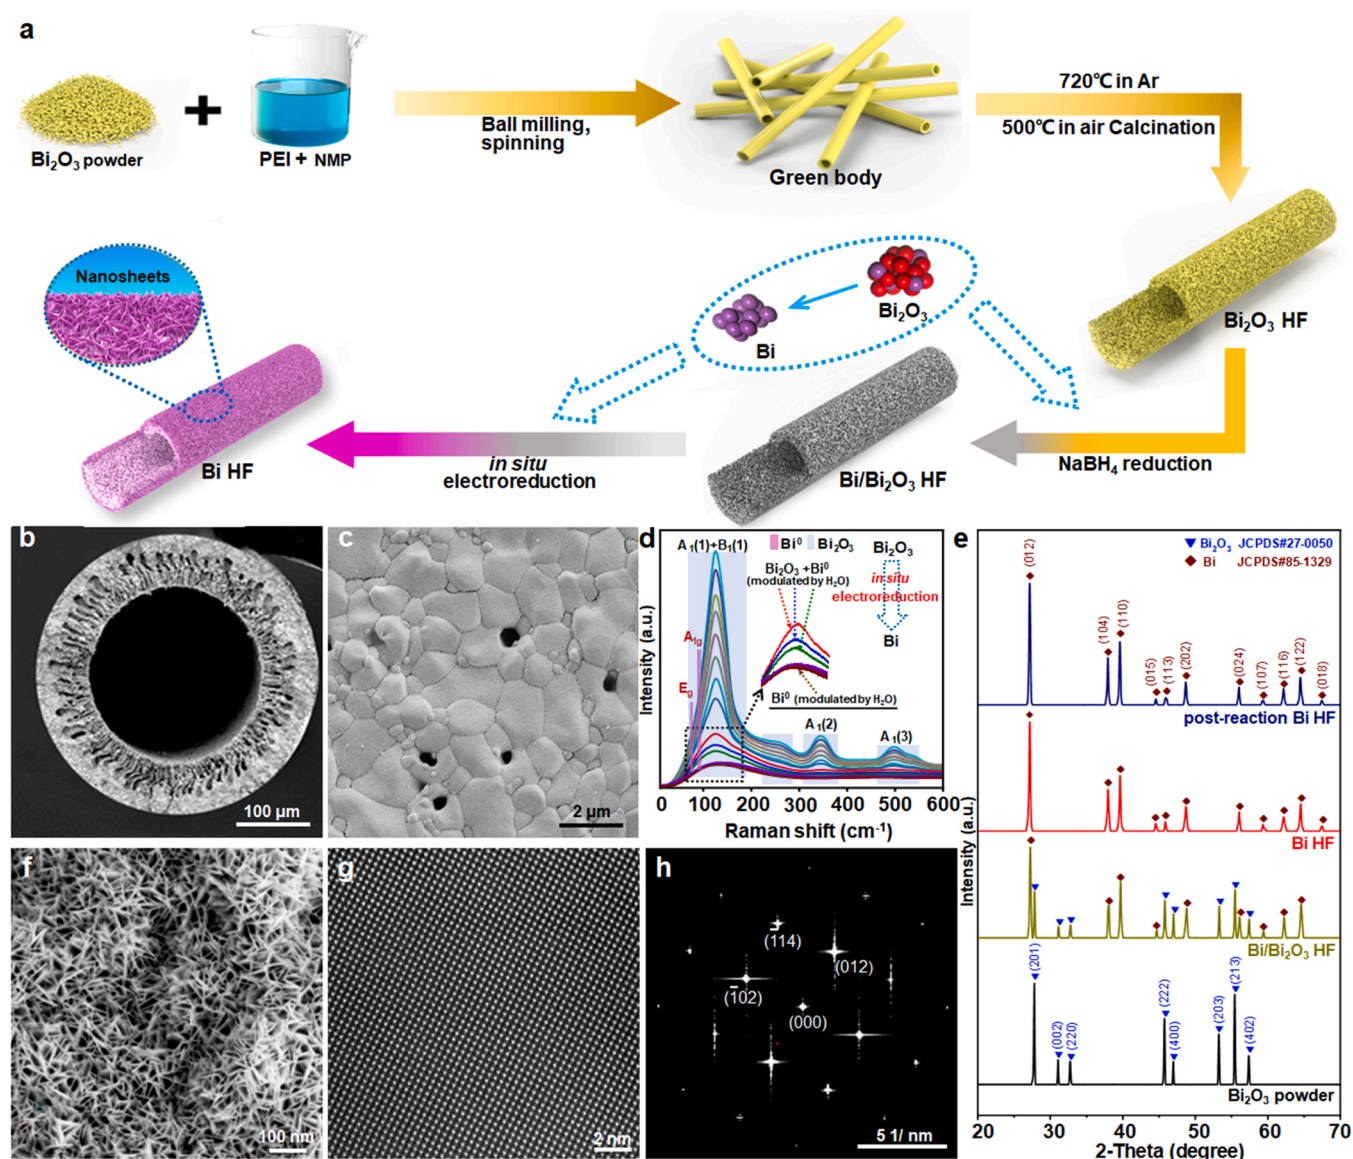 a
Bi2O3 powder
+
PEI + NMP
Ball milling,
spinning
Green body
720℃ in Ar
500℃ in air Calcination
Bi2O3 HF
NaBH4 reduction
Bi2O3
Bi
Bi/Bi2O3 HF
in situ
electroreduction
Nanosheets
Bi HF
b
100 μm
c
2 μm
d
A1(1)+B1(1)
Bi0
Bi2O3
Bi2O3 +Bi0
(modulated by H2O)
Bi2O3
in situ
electroreduction
Bi
A1g
Eg
Bi0 (modulated by H2O)
A1(2)
A1(3)
Intensity (a.u.)
0 100 200 300 400 500 600
Raman shift (cm-1)
e
Bi2O3 JCPDS#27-0050
Bi JCPDS#85-1329
(012)
(104)
(110)
(015)
(113)
(202)
(024)
(107)
(116)
(122)
(018)
post-reaction Bi HF
Bi HF
Bi/Bi2O3 HF
(201)
(002)
(220)
(222)
(400)
(203)
(213)
(402)
Bi2O3 powder
Intensity (a.u.)
20 30 40 50 60 70
2-Theta (degree)
f
100 nm
g
2 nm
h
(1̅14)
(012)
(1̅02)
(000)
5 1/ nm